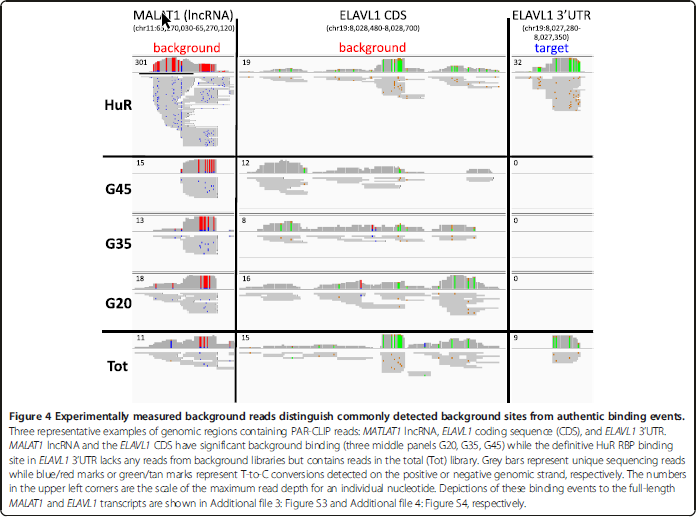 MALAT1 (lncRNA) ELAVL1 CDS ELAVL1 3'UTR
(chr11:65,270,030-65,270,120) (chr19:8,028,480-8,028,700) (chr19:8,027,280-
8,027,350)
background background target
301 19 32
HuR
15 12 0
G45
13 8 0
G35
18 16 0
G20
11 15 9
Tot
Figure 4 Experimentally measured background reads distinguish commonly detected background sites from authentic binding events.
Three representative examples of genomic regions containing PAR-CLIP reads: MATLAT1 lncRNA, ELAVL1 coding sequence (CDS), and ELAVL1 3'UTR.
MALAT1 lncRNA and the ELAVL1 CDS have significant background binding (three middle panels G20, G35, G45) while the definitive HuR RBP binding
site in ELAVL1 3'UTR lacks any reads from background libraries but contains reads in the total (Tot) library. Grey bars represent unique sequencing reads
while blue/red marks or green/tan marks represent T-to-C conversions detected on the positive or negative genomic strand, respectively. The numbers
in the upper left corners are the scale of the maximum read depth for an individual nucleotide. Depictions of these binding events to the full-length
MALAT1 and ELAVL1 transcripts are shown in Additional file 3: Figure S3 and Additional file 4: Figure S4, respectively.